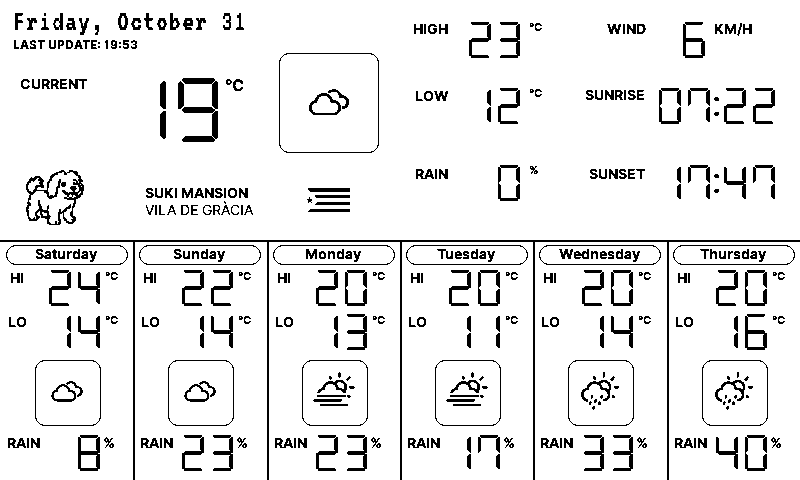 Friday, October 31
LAST UPDATE: 19:53
CURRENT 19 °C
SUKI MANSION
VILA DE GRÀCIA
HIGH 23 °C
LOW 12 °C
RAIN 0 %
WIND 6 KM/H
SUNRISE 07:22
SUNSET 17:47
Saturday
HI 24 °C
LO 14 °C
RAIN 8 %
Sunday
HI 22 °C
LO 14 °C
RAIN 23 %
Monday
HI 20 °C
LO 13 °C
RAIN 23 %
Tuesday
HI 20 °C
LO 11 °C
RAIN 17 %
Wednesday
HI 20 °C
LO 14 °C
RAIN 33 %
Thursday
HI 20 °C
LO 16 °C
RAIN 40 %